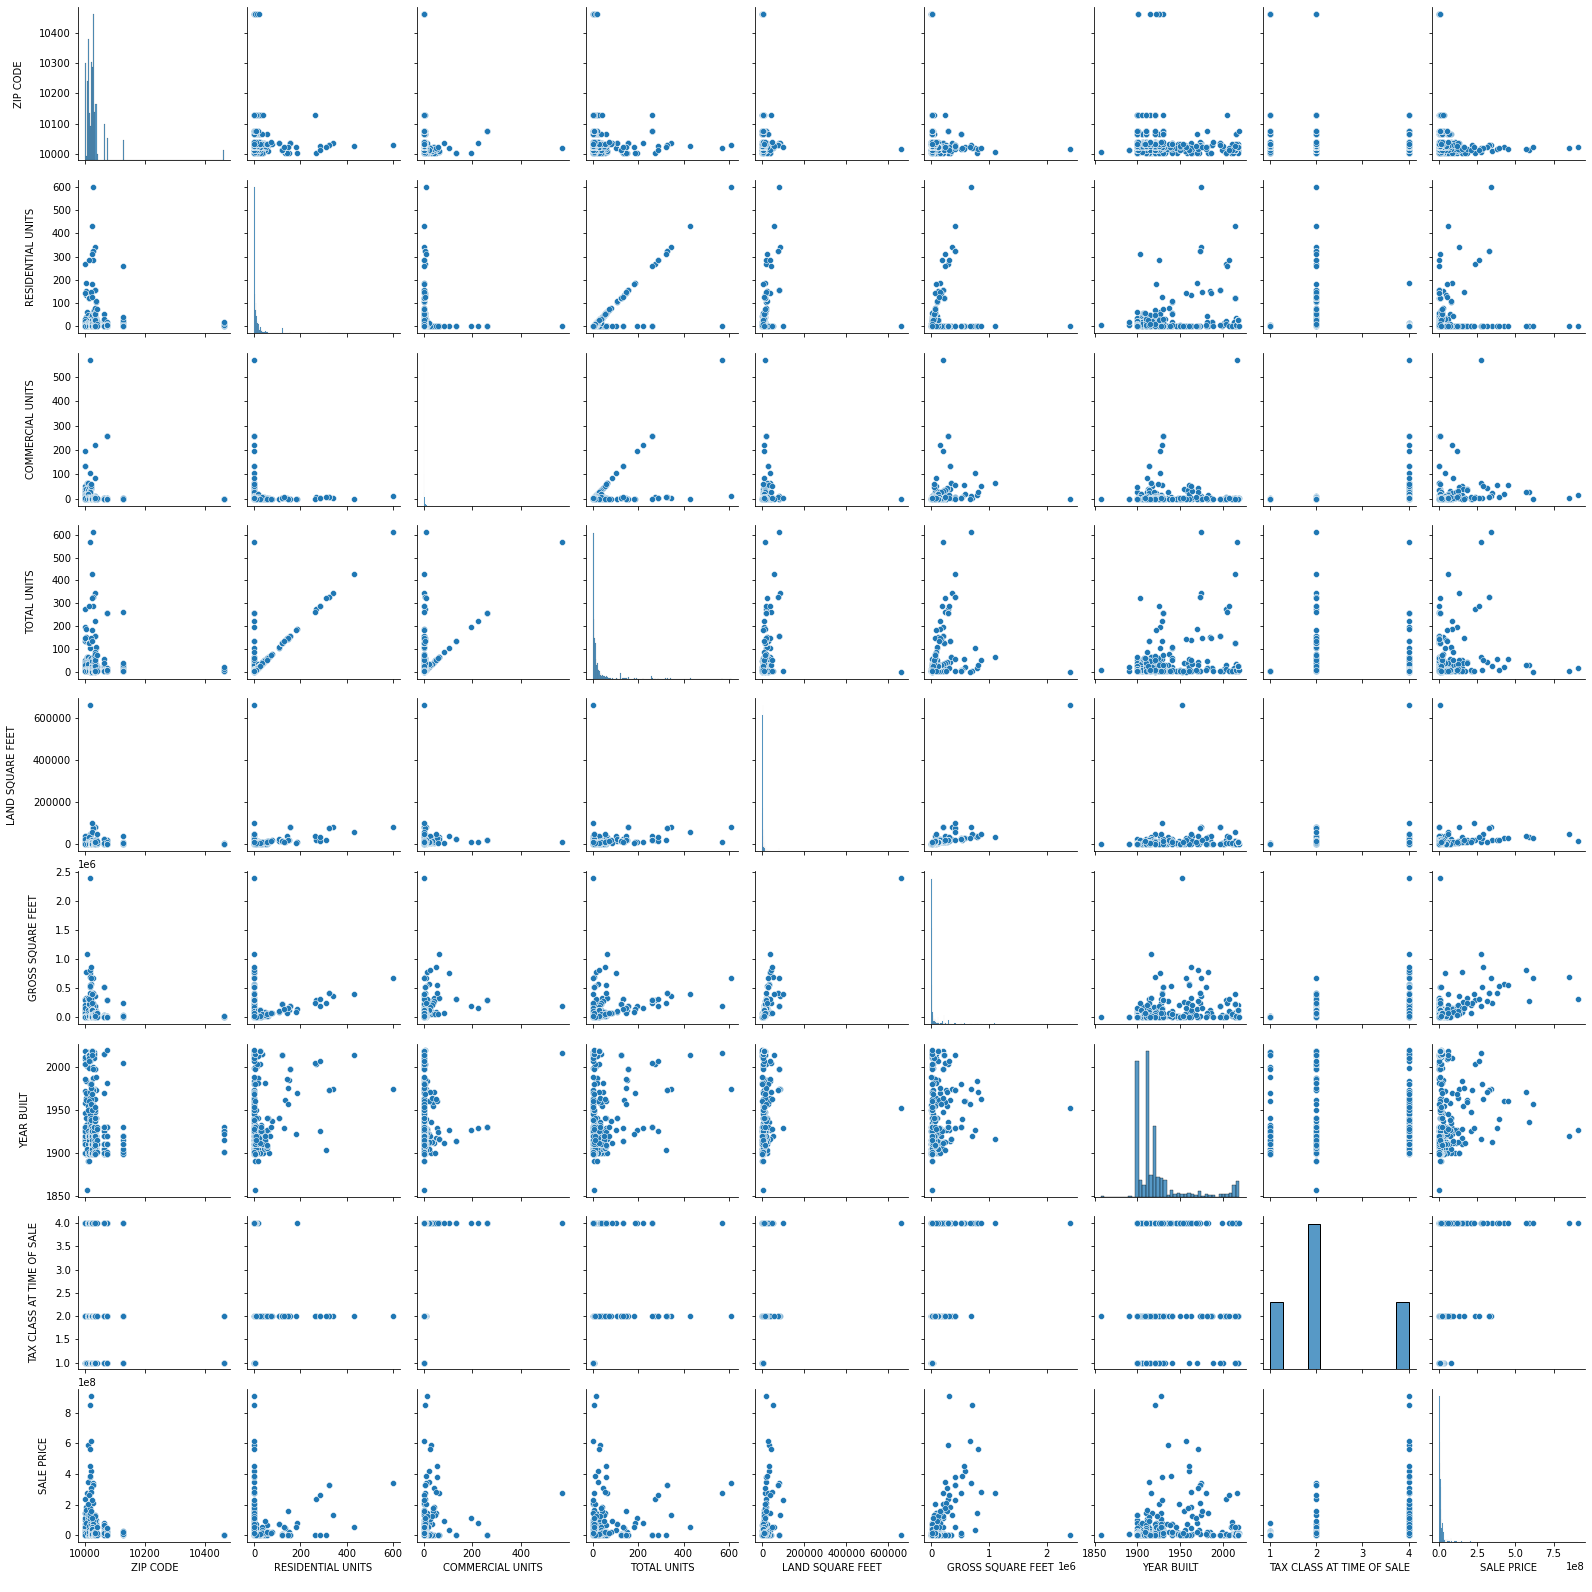 10400
10300
10200
10100
10000
ZIP CODE
600
500
400
300
200
100
0
RESIDENTIAL UNITS
500
400
300
200
100
0
COMMERCIAL UNITS
600
500
400
300
200
100
0
TOTAL UNITS
600000
400000
200000
0
LAND SQUARE FEET
1e6
2.5
2.0
1.5
1.0
0.5
0.0
GROSS SQUARE FEET
2000
1950
1900
1850
YEAR BUILT
4.0
3.5
3.0
2.5
2.0
1.5
1.0
TAX CLASS AT TIME OF SALE
1e8
8
6
4
2
0
SALE PRICE
10000 10200 10400
ZIP CODE
0 200 400 600
RESIDENTIAL UNITS
0 200 400
COMMERCIAL UNITS
0 200 400 600
TOTAL UNITS
0 200000 400000 600000
LAND SQUARE FEET
0 1 2
GROSS SQUARE FEET 1e6
1850 1900 1950 2000
YEAR BUILT
1 2 3 4
TAX CLASS AT TIME OF SALE
0.0 2.5 5.0 7.5
SALE PRICE 1e8